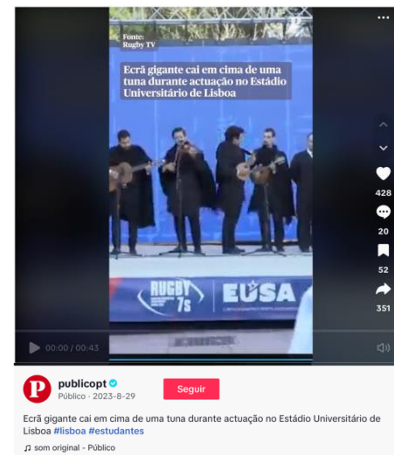 Fonte:
Rugby TV
Ecrã gigante cai em cima de uma
tuna durante actuação no Estádio
Universitário de Lisboa
428
20
52
351
RUGBY
7s
EUSA
00:00 / 00:43
P
publicopt
Público · 2023-8-29
Seguir
Ecrã gigante cai em cima de uma tuna durante actuação no Estádio Universitário de
Lisboa #lisboa #estudantes
♫ som original - Público